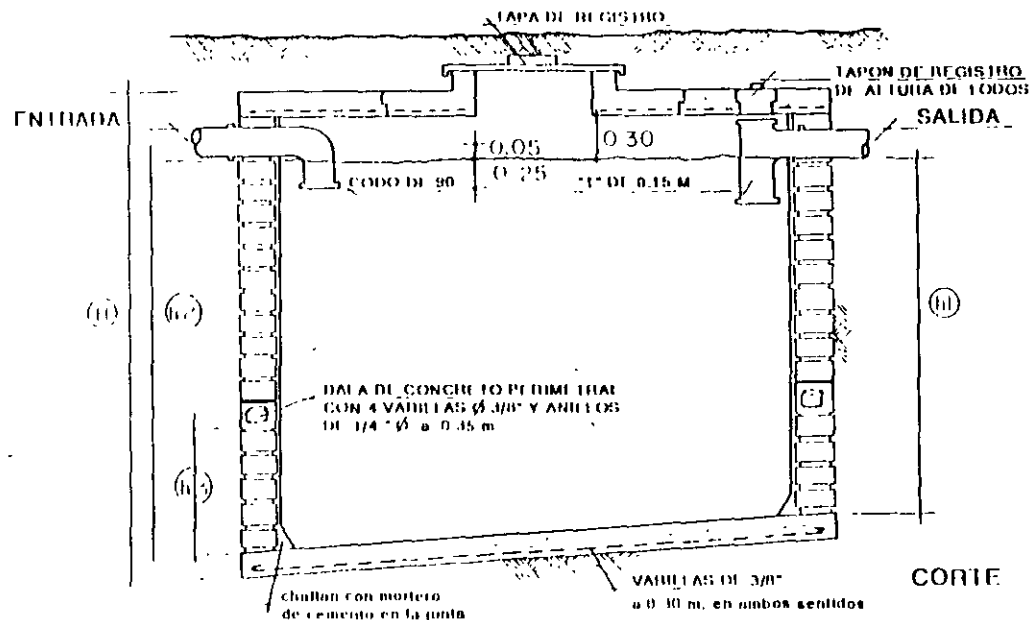 TAPA DE REGISTRO
TAPON DE REGISTRO
DE ALTURA DE LODOS
ENTRADA
SALIDA
0.05
0.30
0.25
CODO DE 90
"T" DE 0.15 M
H
h2
h1
DALA DE CONCRETO PERIMETRAL
CON 4 VARILLAS Ø 3/8" Y ANILLOS
DE 1/4" Ø a 0.35 m
h3
VARILLAS DE 3/8"
a 0.30 m. en ambos sentidos
CORTE
chaflan con mortero
de cemento en la junta